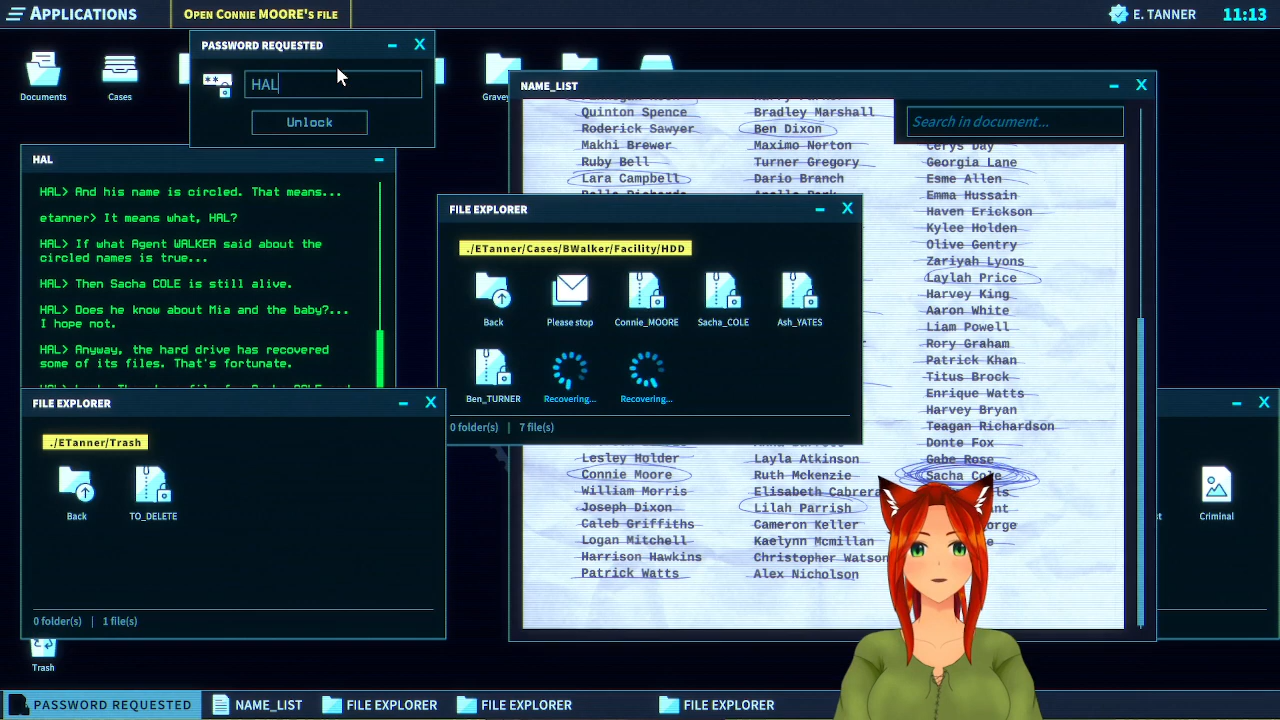 APPLICATIONS
OPEN CONNIE MOORE'S FILE
E. TANNER
11:13
PASSWORD REQUESTED
HAL
Unlock
Documents
Cases
NAME_LIST
Search in document...
Quinton Spence
Roderick Sawyer
Makhi Brewer
Ruby Bell
Lara Campbell
Bradley Marshall
Ben Dixon
Maximo Norton
Turner Gregory
Dario Branch
Cerys Day
Georgia Lane
Esme Allen
Emma Hussain
Haven Erickson
Kylee Holden
Olive Gentry
Zariyah Lyons
Laylah Price
Harvey King
Aaron White
Liam Powell
Rory Graham
Patrick Khan
Titus Brock
Enrique Watts
Harvey Bryan
Teagan Richardson
Donte Fox
Gabe Rose
Sacha Cole
Lesley Holder
Connie Moore
William Morris
Joseph Dixon
Caleb Griffiths
Logan Mitchell
Harrison Hawkins
Patrick Watts
Layla Atkinson
Ruth Mckenzie
Elisabeth Cabrera
Lilah Parrish
Cameron Keller
Kaelynn Mcmillan
Christopher Watson
Alex Nicholson
HAL
HAL> And his name is circled. That means...
etanner> It means what, HAL?
HAL> If what Agent WALKER said about the
circled names is true...
HAL> Then Sacha COLE is still alive.
HAL> Does he know about Mia and the baby?...
I hope not.
HAL> Anyway, the hard drive has recovered
some of its files. That's fortunate.
FILE EXPLORER
./ETanner/Cases/BWalker/Facility/HDD
Back
Please stop
Connie_MOORE
Sacha_COLE
Ash_YATES
Ben_TURNER
Recovering...
Recovering...
0 folder(s) | 7 file(s)
FILE EXPLORER
./ETanner/Trash
Back
TO_DELETE
0 folder(s) | 1 file(s)
Criminal
Trash
PASSWORD REQUESTED
NAME_LIST
FILE EXPLORER
FILE EXPLORER
FILE EXPLORER